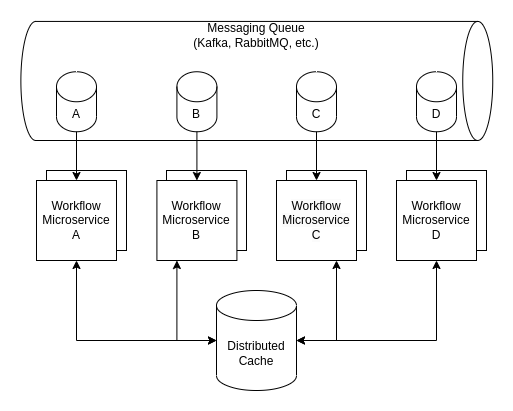 Messaging Queue
(Kafka, RabbitMQ, etc.)
A
B
C
D
Workflow
Microservice
A
Workflow
Microservice
B
Workflow
Microservice
C
Workflow
Microservice
D
Distributed
Cache